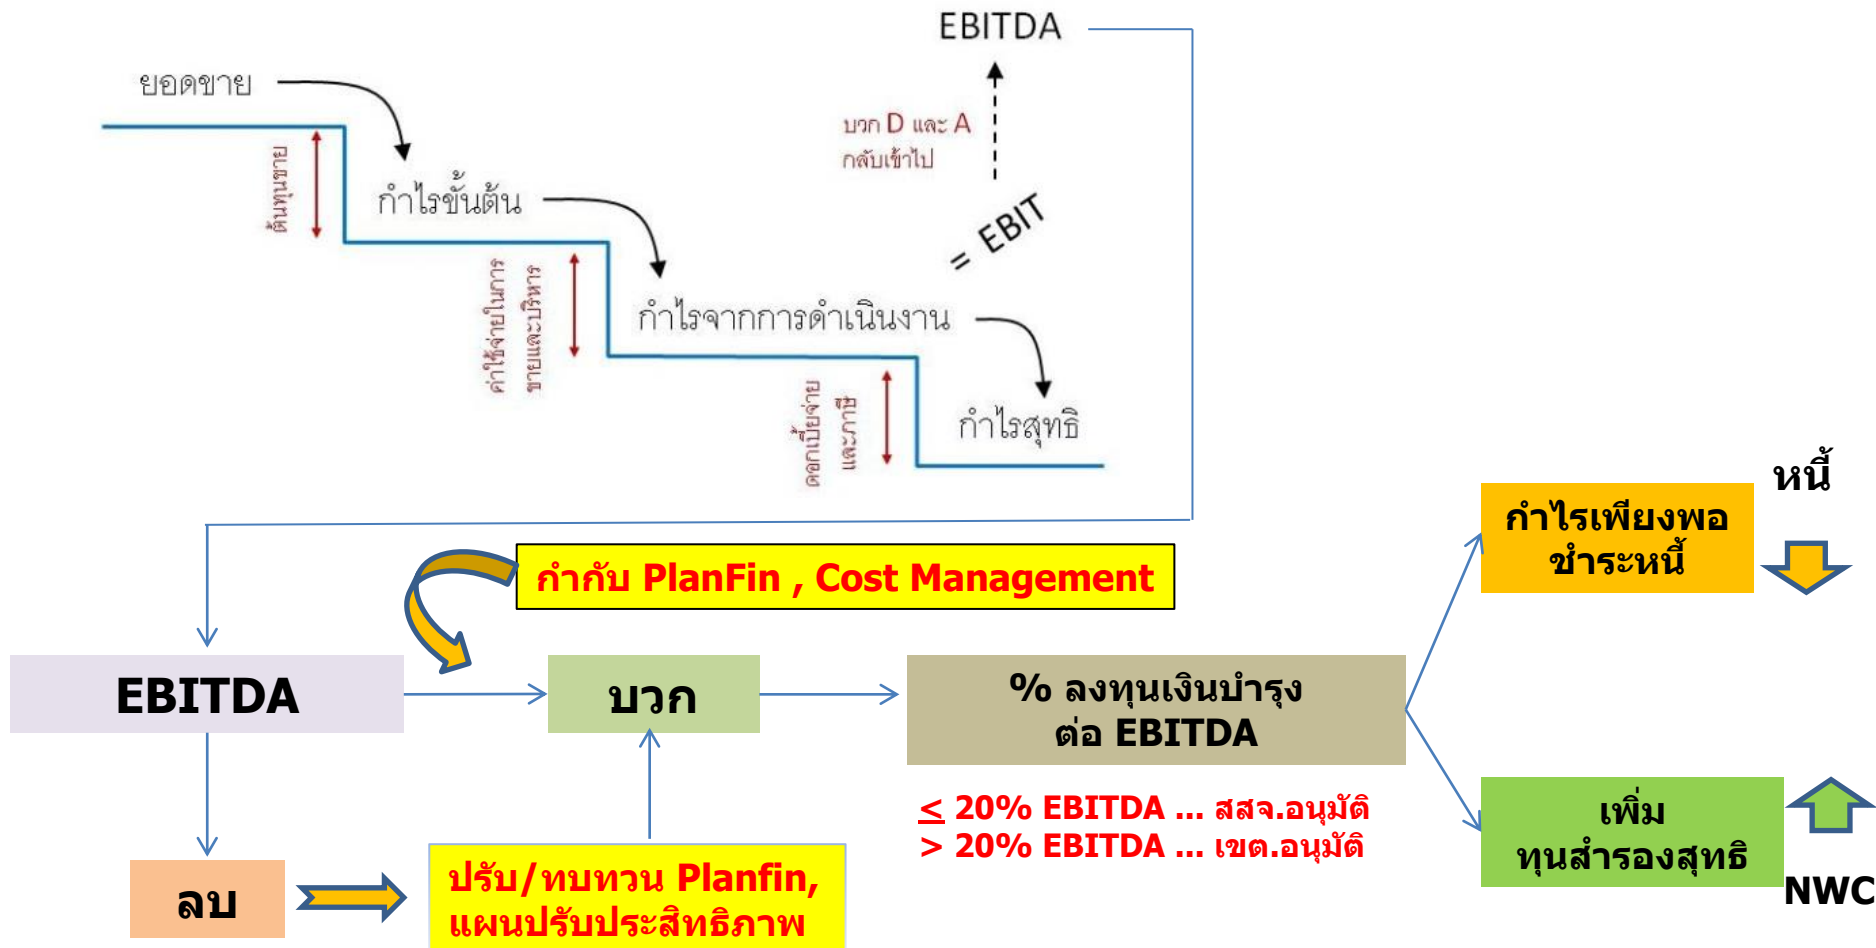 EBITDA
ยอดขาย
บวก D และ A
กลับเข้าไป
ต้นทุนขาย
กำไรขั้นต้น
= EBIT
ค่าใช้จ่ายในการ
ขายและบริหาร
กำไรจากการดำเนินงาน
ดอกเบี้ยจ่าย
และภาษี
กำไรสุทธิ
หนี้
กำไรเพียงพอ
ชำระหนี้
กำกับ PlanFin , Cost Management
EBITDA
บวก
% ลงทุนเงินบำรุง
ต่อ EBITDA
≤ 20% EBITDA ... สสจ.อนุมัติ
> 20% EBITDA ... เขต.อนุมัติ
เพิ่ม
ทุนสำรองสุทธิ
NWC
ลบ
ปรับ/ทบทวน Planfin,
แผนปรับประสิทธิภาพ